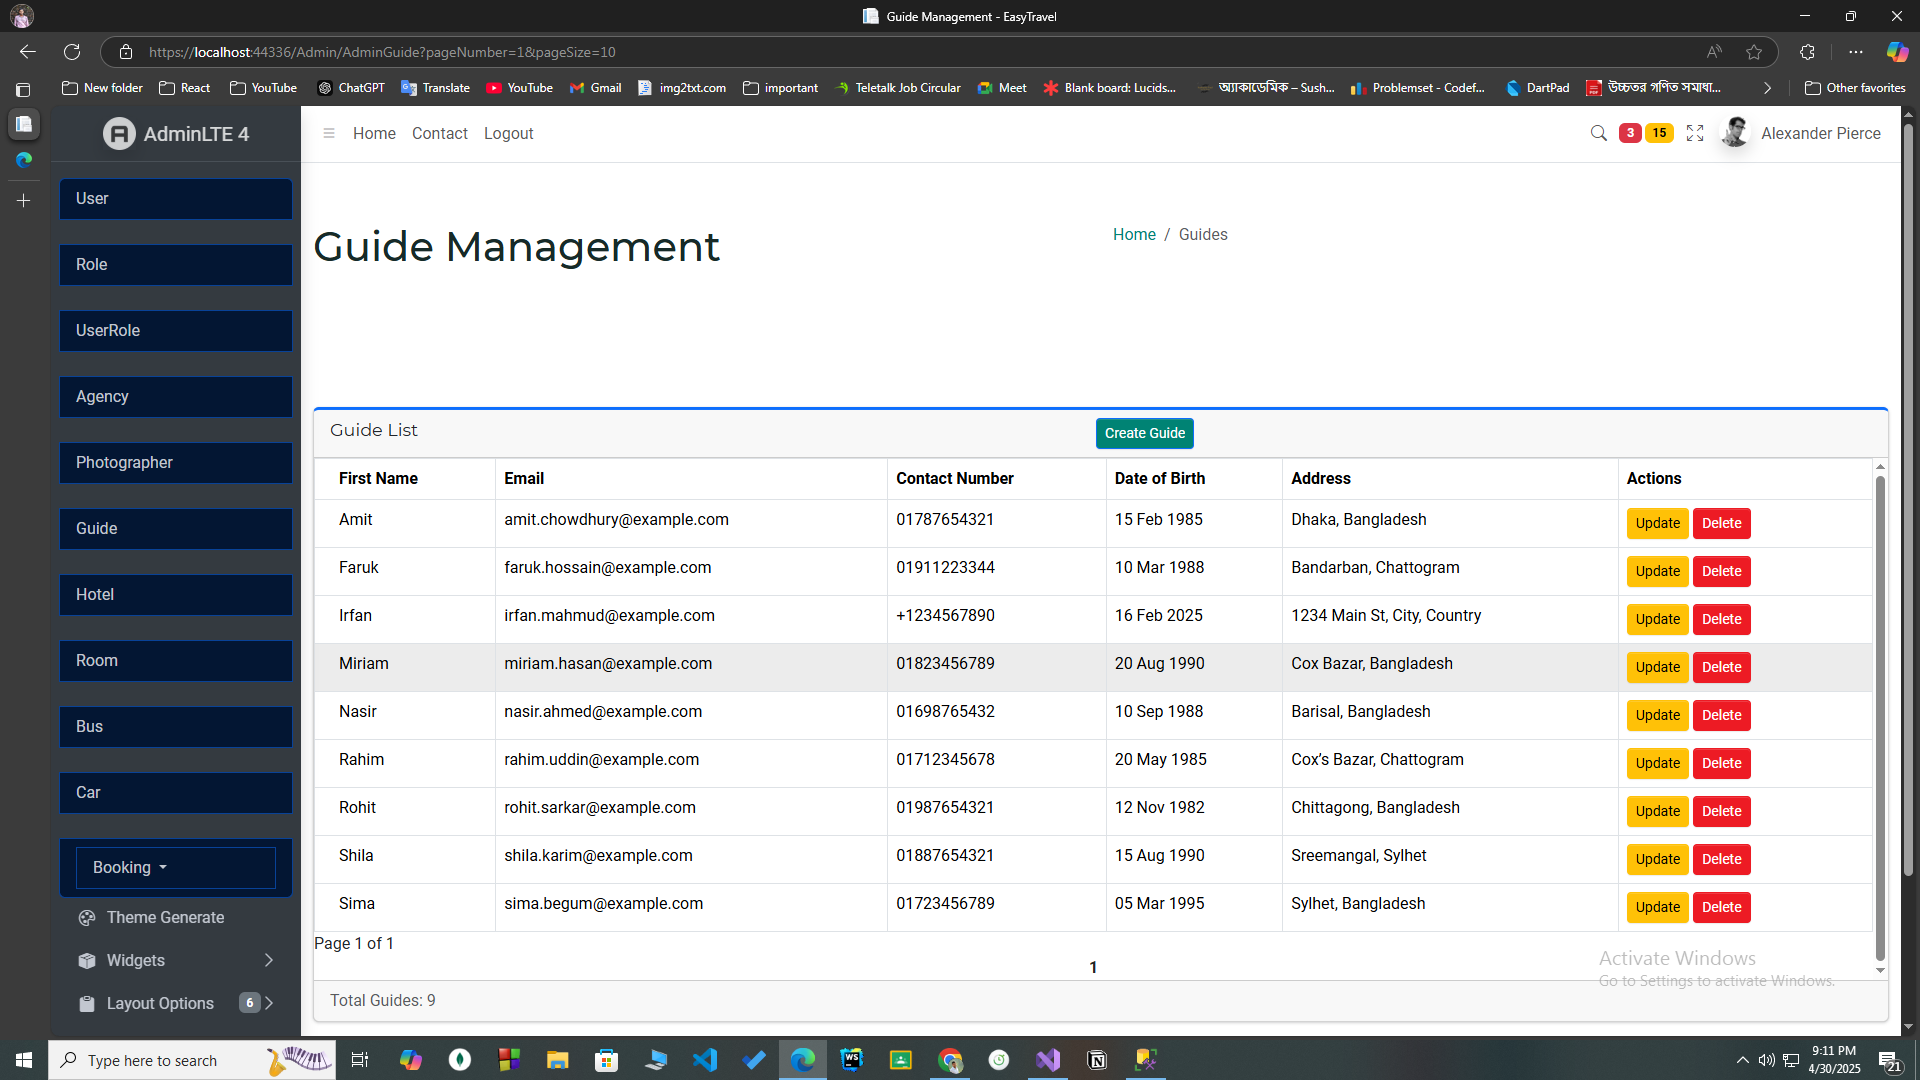 Guide Management - EasyTravel
https://localhost:44336/Admin/AdminGuide?pageNumber=1&pageSize=10
New folder React YouTube ChatGPT Translate YouTube Gmail img2txt.com important Teletalk Job Circular Meet Blank board: Lucids... অ্যাকাডেমিক – Sush... Problemset - Codef... DartPad উচ্চতর গণিত সমাধা... Other favorites
AdminLTE 4
Home Contact Logout
3 15 Alexander Pierce
User
Role
UserRole
Agency
Photographer
Guide
Hotel
Room
Bus
Car
Booking
Theme Generate
Widgets
Layout Options 6
Guide Management
Home / Guides
Guide List
Create Guide
First Name Email Contact Number Date of Birth Address Actions
Amit amit.chowdhury@example.com 01787654321 15 Feb 1985 Dhaka, Bangladesh Update Delete
Faruk faruk.hossain@example.com 01911223344 10 Mar 1988 Bandarban, Chattogram Update Delete
Irfan irfan.mahmud@example.com +1234567890 16 Feb 2025 1234 Main St, City, Country Update Delete
Miriam miriam.hasan@example.com 01823456789 20 Aug 1990 Cox Bazar, Bangladesh Update Delete
Nasir nasir.ahmed@example.com 01698765432 10 Sep 1988 Barisal, Bangladesh Update Delete
Rahim rahim.uddin@example.com 01712345678 20 May 1985 Cox’s Bazar, Chattogram Update Delete
Rohit rohit.sarkar@example.com 01987654321 12 Nov 1982 Chittagong, Bangladesh Update Delete
Shila shila.karim@example.com 01887654321 15 Aug 1990 Sreemangal, Sylhet Update Delete
Sima sima.begum@example.com 01723456789 05 Mar 1995 Sylhet, Bangladesh Update Delete
Page 1 of 1
1
Total Guides: 9
Activate Windows
Go to Settings to activate Windows.
Type here to search
9:11 PM
4/30/2025
21